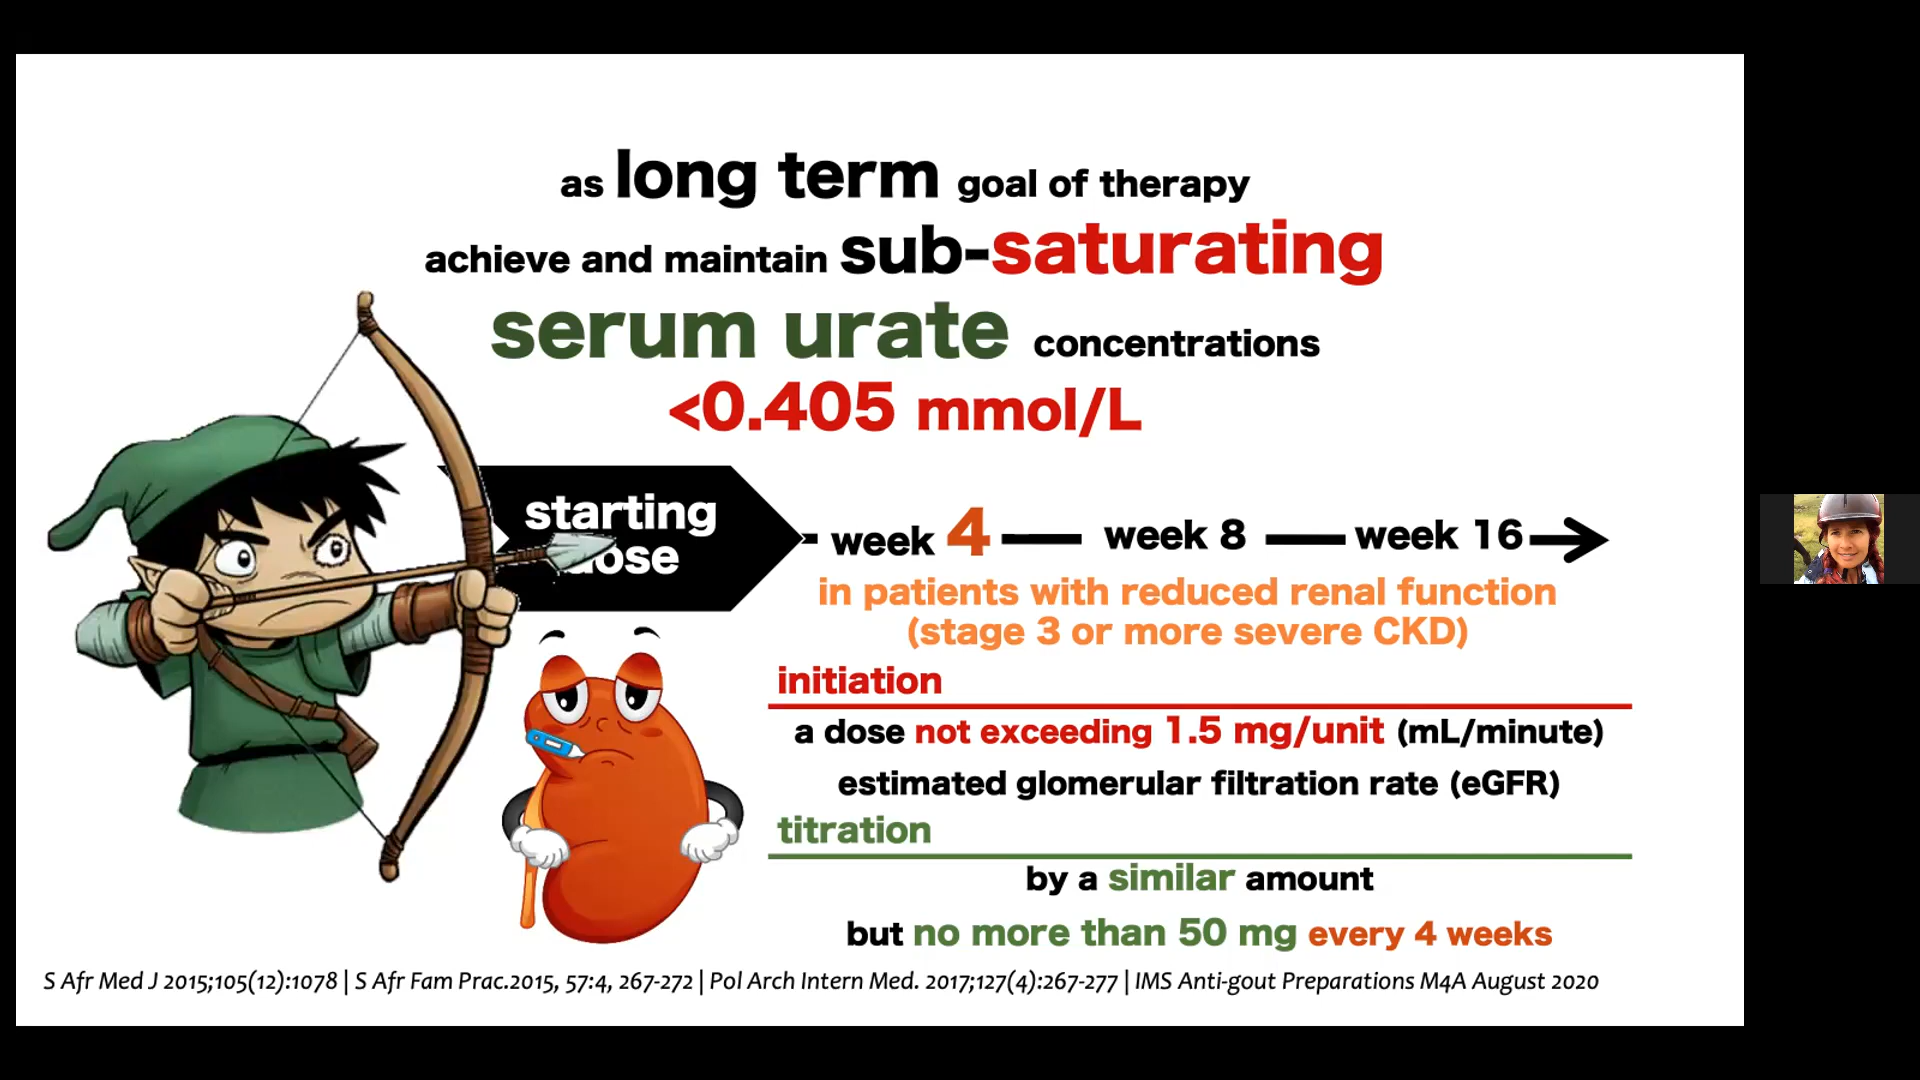 as long term goal of therapy
achieve and maintain sub-saturating
serum urate concentrations
<0.405 mmol/L
starting
dose
week 4 week 8 week 16
in patients with reduced renal function
(stage 3 or more severe CKD)
initiation
a dose not exceeding 1.5 mg/unit (mL/minute)
estimated glomerular filtration rate (eGFR)
titration
by a similar amount
but no more than 50 mg every 4 weeks
S Afr Med J 2015;105(12):1078 | S Afr Fam Prac.2015, 57:4, 267-272 | Pol Arch Intern Med. 2017;127(4):267-277 | IMS Anti-gout Preparations M4A August 2020